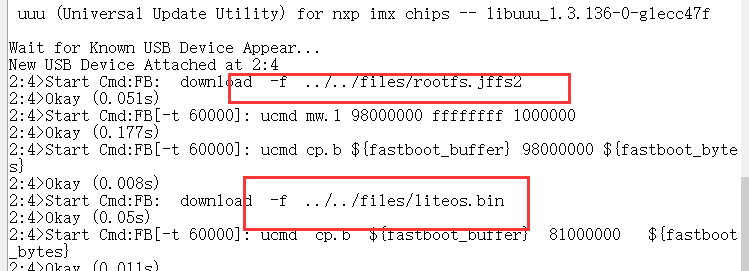 uuu (Universal Update Utility) for nxp imx chips -- libuuu_1.3.136-0-g1ecc47f
Wait for Known USB Device Appear...
New USB Device Attached at 2:4
2:4>Start Cmd:FB: download -f ../../files/rootfs.jffs2
2:4>Okay (0.051s)
2:4>Start Cmd:FB[-t 60000]: ucmd mw.1 98000000 ffffffff 1000000
2:4>Okay (0.177s)
2:4>Start Cmd:FB[-t 60000]: ucmd cp.b ${fastboot_buffer} 98000000 ${fastboot_byte
s}
2:4>Okay (0.008s)
2:4>Start Cmd:FB: download -f ../../files/liteos.bin
2:4>Okay (0.05s)
2:4>Start Cmd:FB[-t 60000]: ucmd cp.b ${fastboot_buffer} 81000000 ${fastboot
_bytes}
2:4>Okay (0.011s)